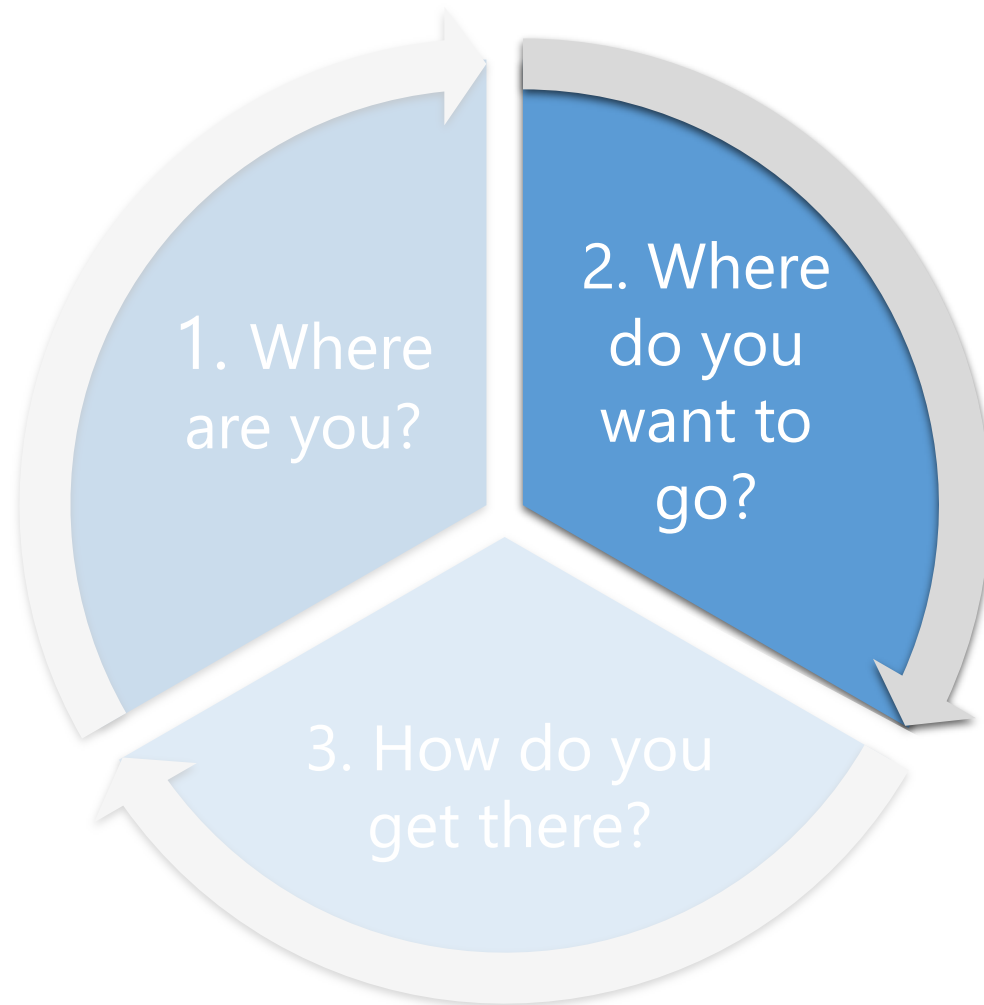 1. Where
are you?
2. Where
do you
want to
go?
3. How do you
get there?